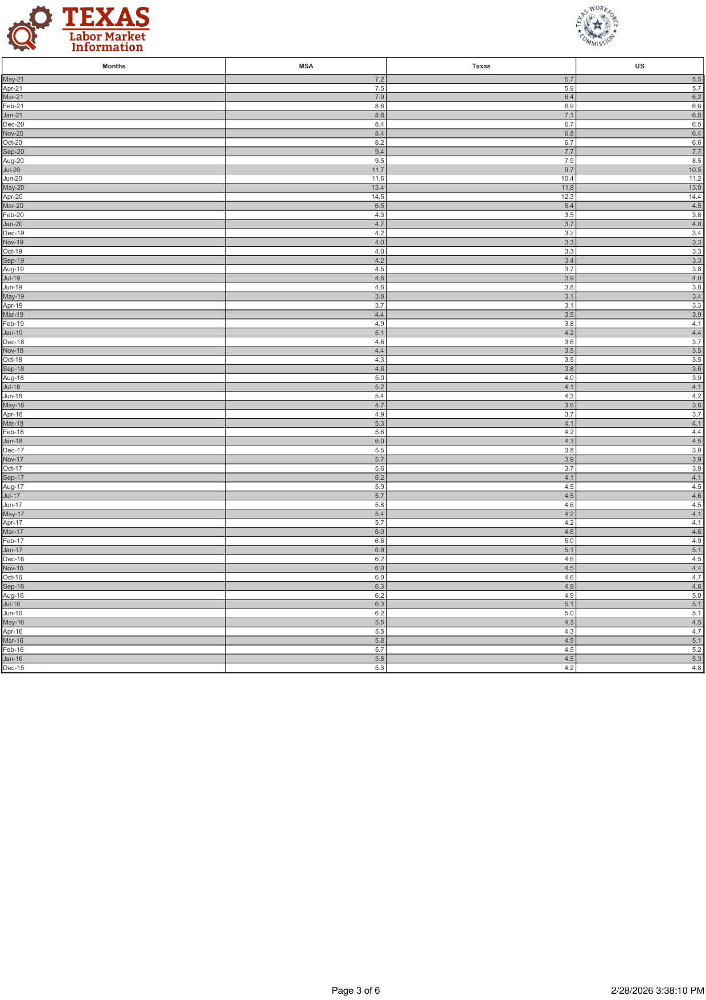 TEXAS
Labor Market
Information
TEXAS WORKFORCE
COMMISSION
Months MSA Texas US
May-21 7.2 5.7 5.5
Apr-21 7.5 5.9 5.7
Mar-21 7.9 6.4 6.2
Feb-21 8.6 6.9 6.6
Jan-21 8.8 7.1 6.8
Dec-20 8.4 6.7 6.5
Nov-20 8.4 6.8 6.4
Oct-20 8.2 6.7 6.6
Sep-20 9.4 7.7 7.7
Aug-20 9.5 7.9 8.5
Jul-20 11.7 9.7 10.5
Jun-20 11.6 10.4 11.2
May-20 13.4 11.8 13.0
Apr-20 14.5 12.3 14.4
Mar-20 6.5 5.4 4.5
Feb-20 4.3 3.5 3.8
Jan-20 4.7 3.7 4.0
Dec-19 4.2 3.2 3.4
Nov-19 4.0 3.3 3.3
Oct-19 4.0 3.3 3.3
Sep-19 4.2 3.4 3.3
Aug-19 4.5 3.7 3.8
Jul-19 4.6 3.9 4.0
Jun-19 4.6 3.8 3.8
May-19 3.8 3.1 3.4
Apr-19 3.7 3.1 3.3
Mar-19 4.4 3.5 3.9
Feb-19 4.9 3.8 4.1
Jan-19 5.1 4.2 4.4
Dec-18 4.6 3.6 3.7
Nov-18 4.4 3.5 3.5
Oct-18 4.3 3.5 3.5
Sep-18 4.8 3.8 3.6
Aug-18 5.0 4.0 3.9
Jul-18 5.2 4.1 4.1
Jun-18 5.4 4.3 4.2
May-18 4.7 3.6 3.6
Apr-18 4.9 3.7 3.7
Mar-18 5.3 4.1 4.1
Feb-18 5.6 4.2 4.4
Jan-18 6.0 4.3 4.5
Dec-17 5.5 3.8 3.9
Nov-17 5.7 3.9 3.9
Oct-17 5.6 3.7 3.9
Sep-17 6.2 4.1 4.1
Aug-17 5.9 4.5 4.5
Jul-17 5.7 4.5 4.6
Jun-17 5.8 4.6 4.5
May-17 5.4 4.2 4.1
Apr-17 5.7 4.2 4.1
Mar-17 6.0 4.6 4.6
Feb-17 6.6 5.0 4.9
Jan-17 6.9 5.1 5.1
Dec-16 6.2 4.6 4.5
Nov-16 6.0 4.5 4.4
Oct-16 6.0 4.6 4.7
Sep-16 6.3 4.9 4.8
Aug-16 6.2 4.9 5.0
Jul-16 6.3 5.1 5.1
Jun-16 6.2 5.0 5.1
May-16 5.5 4.3 4.5
Apr-16 5.5 4.3 4.7
Mar-16 5.8 4.5 5.1
Feb-16 5.7 4.5 5.2
Jan-16 5.8 4.5 5.3
Dec-15 5.3 4.2 4.8
Page 3 of 6 2/28/2026 3:38:10 PM